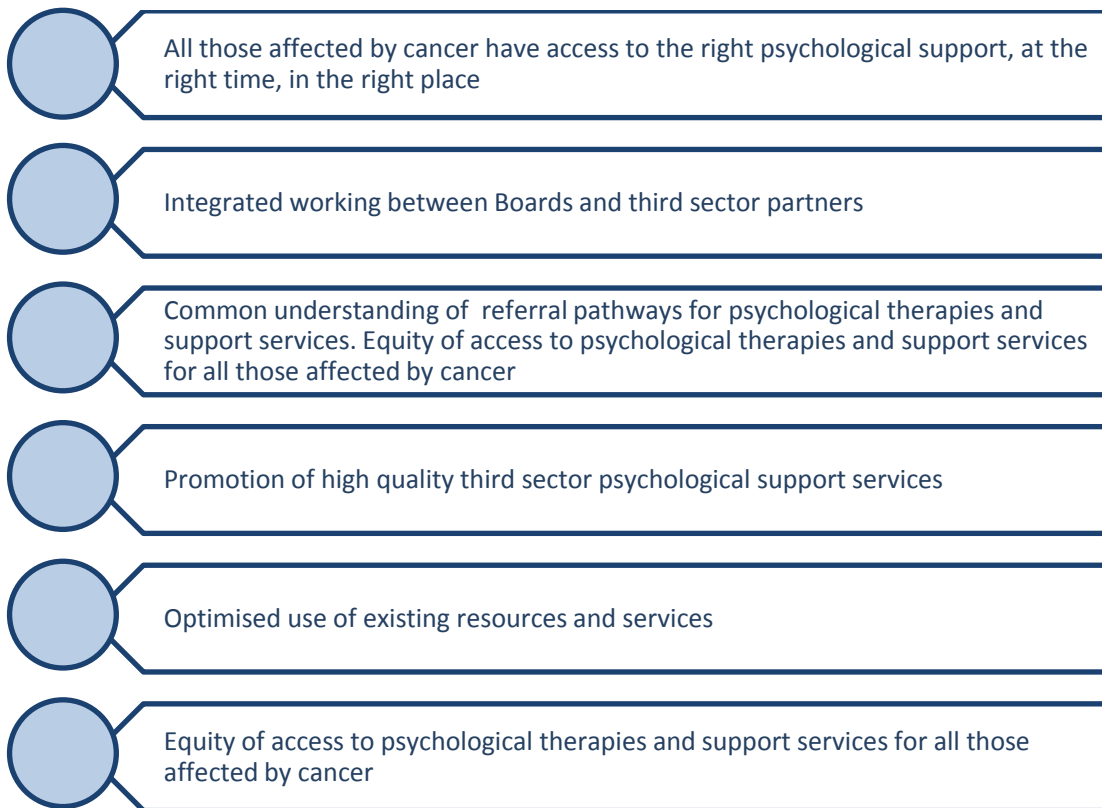 All those affected by cancer have access to the right psychological support, at the
right time, in the right place
Integrated working between Boards and third sector partners
Common understanding of  referral pathways for psychological therapies and
support services. Equity of access to psychological therapies and support services
for all those affected by cancer
Promotion of high quality third sector psychological support services
Optimised use of existing resources and services
Equity of access to psychological therapies and support services for all those
affected by cancer